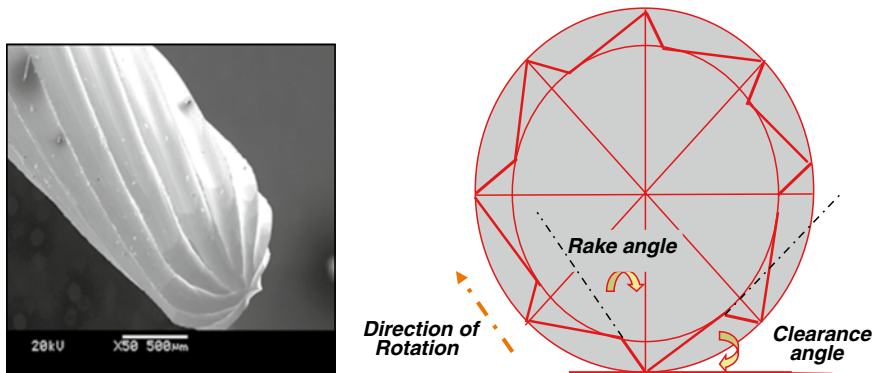 20kV X50 500µm
Rake angle
Direction of
Rotation
Clearance
angle